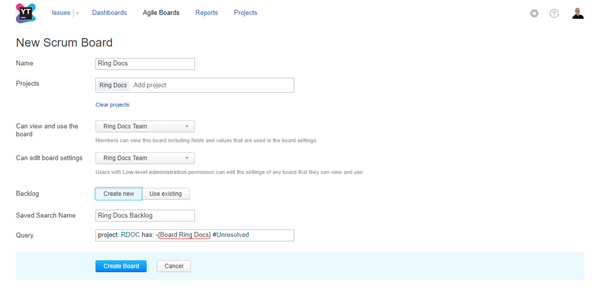 YT
Issues Dashboards Agile Boards Reports Projects
New Scrum Board
Name Ring Docs
Projects Ring Docs Add project
Clear projects
Can view and use the board Ring Docs Team
Members can view this board including fields and values that are used in the board settings
Can edit board settings Ring Docs Team
Users with Low-level administration permission can edit the settings of any board that they can view and use
Backlog Create new Use existing
Saved Search Name Ring Docs Backlog
Query project: RDOC has: -{Board Ring Docs} #Unresolved
Create Board Cancel